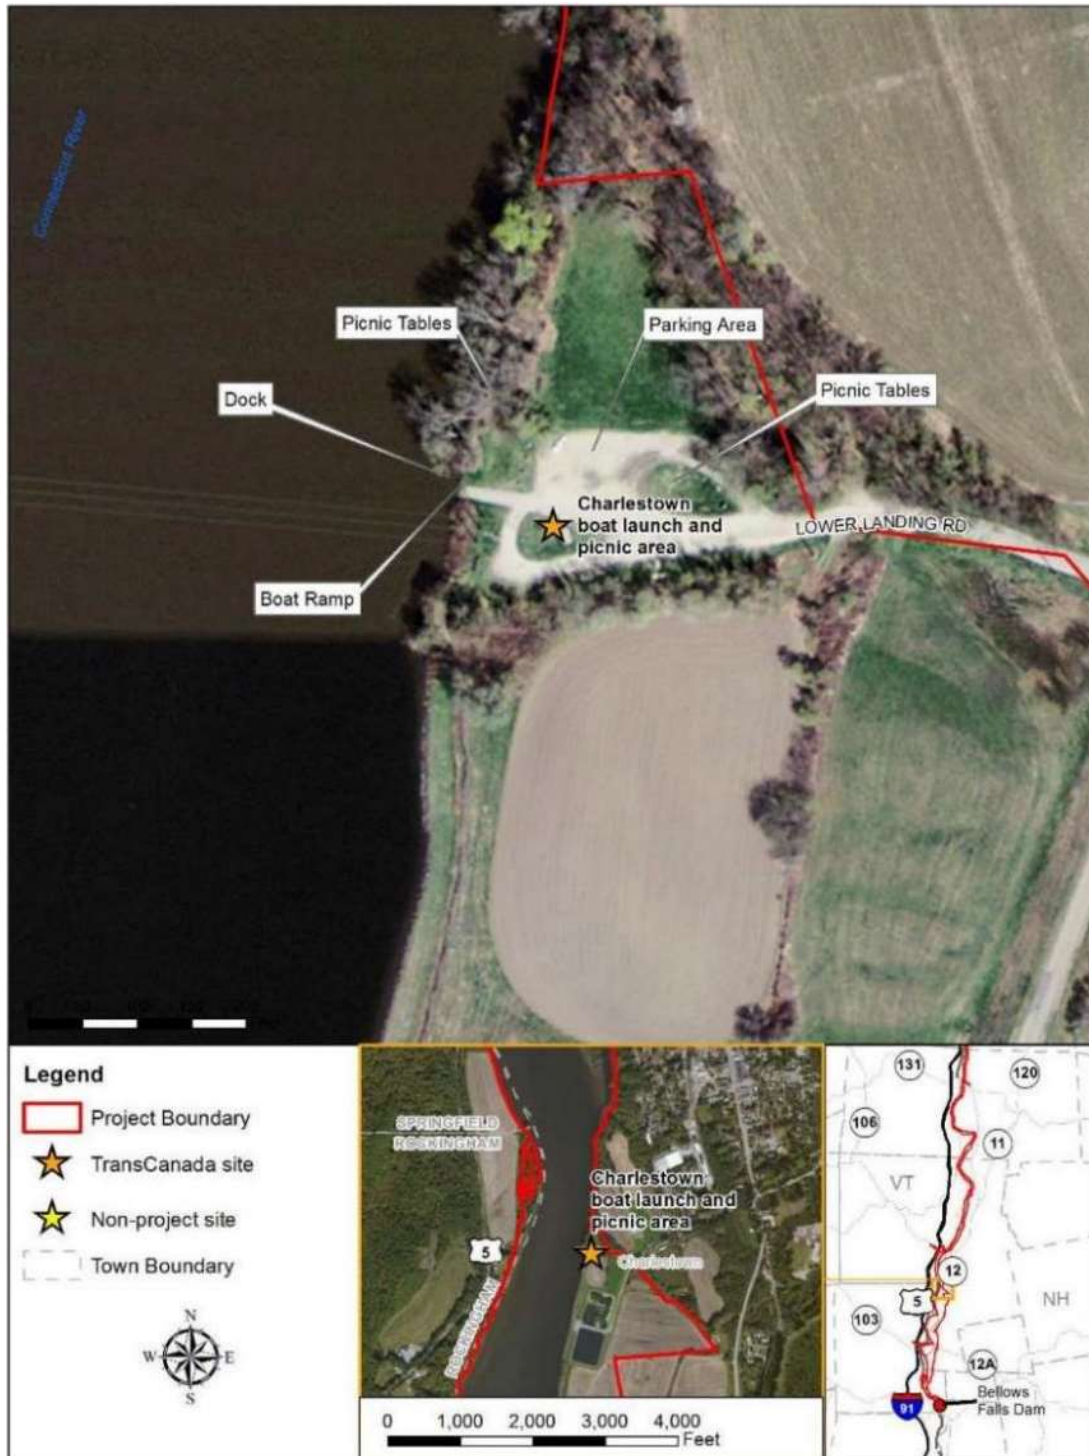 Connecticut River
Picnic Tables
Parking Area
Dock
Picnic Tables
Charlestown
boat launch and
picnic area
LOWER LANDING RD
Boat Ramp
Legend
Project Boundary
TransCanada site
Non-project site
Town Boundary
N
W
E
S
SPRINGFIELD
ROCKINGHAM
Charlestown
boat launch and
picnic area
5
Charlestown
ROCKINGHAM
0 1,000 2,000 3,000 4,000
Feet
131
120
106
11
VT
12
5
NH
103
12A
91
Bellows
Falls Dam